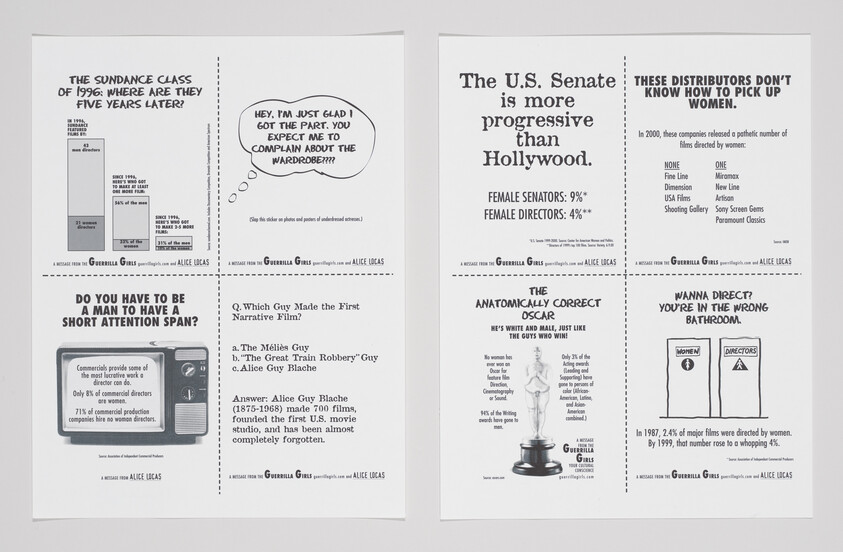 THE SUNDANCE CLASS
OF 1996: WHERE ARE THEY
FIVE YEARS LATER?
IN 1996,
SUNDANCE
FEATURED
FILMS BY:
43
men directors
21 women
directors
SINCE 1996,
HERE'S WHO GOT
TO MAKE AT LEAST
ONE MORE FILM:
56% of the men
33% of the
women
SINCE 1996,
HERE'S WHO GOT
TO MAKE 2-5 MORE
FILMS:
21% of the men
of the women
A MESSAGE FROM THE GUERRILLA GIRLS guerrillagirls.com and ALICE LOCAS
HEY, I'M JUST GLAD I
GOT THE PART. YOU
EXPECT ME TO
COMPLAIN ABOUT THE
WARDROBE????
(Slap this sticker on photos and posters of underdressed actresses.)
A MESSAGE FROM THE GUERRILLA GIRLS guerrillagirls.com and ALICE LOCAS
DO YOU HAVE TO BE
A MAN TO HAVE A
SHORT ATTENTION SPAN?
Commercials provide some of
the most lucrative work a
director can do.
Only 8% of commercial directors
are women.
71% of commercial production
companies hire no women directors.
Source: Association of Independent Commercial Producers
A MESSAGE FROM ALICE LOCAS
Q. Which Guy Made the First
Narrative Film?
a. The Méliès Guy
b. "The Great Train Robbery" Guy
c. Alice Guy Blache
Answer: Alice Guy Blache
(1875-1968) made 700 films,
founded the first U.S. movie
studio, and has been almost
completely forgotten.
A MESSAGE FROM THE GUERRILLA GIRLS guerrillagirls.com and ALICE LOCAS
The U.S. Senate
is more
progressive
than
Hollywood.
FEMALE SENATORS: 9%*
FEMALE DIRECTORS: 4%**
A MESSAGE FROM THE GUERRILLA GIRLS guerrillagirls.com and ALICE LOCAS
THESE DISTRIBUTORS DON'T
KNOW HOW TO PICK UP
WOMEN.
In 2000, these companies released a pathetic number of
films directed by women:
NONE ONE
Fine Line Miramax
Dimension New Line
USA Films Artisan
Shooting Gallery Sony Screen Gems
Paramount Classics
A MESSAGE FROM THE GUERRILLA GIRLS guerrillagirls.com and ALICE LOCAS
THE
ANATOMICALLY CORRECT
OSCAR
HE'S WHITE AND MALE, JUST LIKE
THE GUYS WHO WIN!
No woman has
ever won an
Oscar for
feature film
Direction,
Cinematography
or Sound.
94% of the Writing
awards have gone to
men.
Only 3% of the
Acting awards
(Leading and
Supporting) have
gone to persons of
color (African-
American, Latino,
and Asian-
American
combined.)
A MESSAGE
FROM THE
GUERRILLA
GIRLS
YOUR CULTURAL
CONSCIENCE
guerrillagirls.com
WANNA DIRECT?
YOU'RE IN THE WRONG
BATHROOM.
WOMEN
DIRECTORS
In 1987, 2.4% of major films were directed by women.
By 1999, that number rose to a whopping 4%.
A MESSAGE FROM THE GUERRILLA GIRLS guerrillagirls.com and ALICE LOCAS